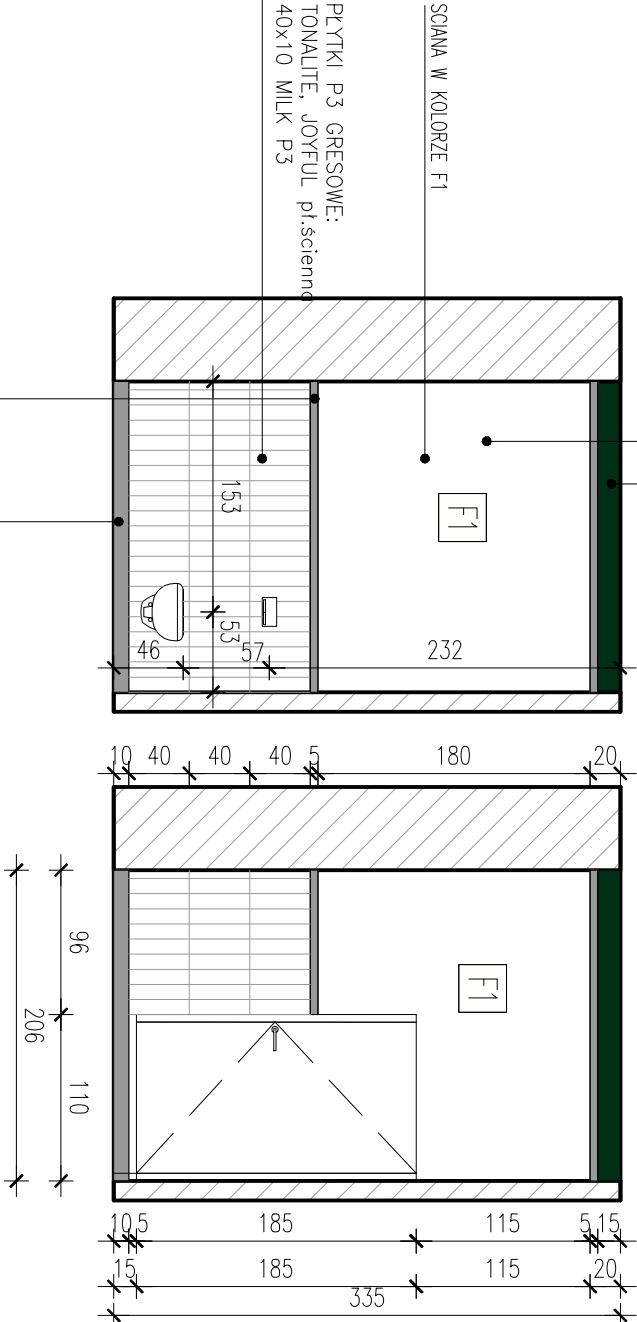 SCIANA W KOLORZE F1
PŁYTKI P3 GRESOWE:
TONALITE, JOYFUL pł.ścienna
40x10 MILK P3
F1
153
53
46
57
232
10 40 40 40 5 180 20
F1
96
110
206
10 5 185 115 5 15
15 185 115 20
335